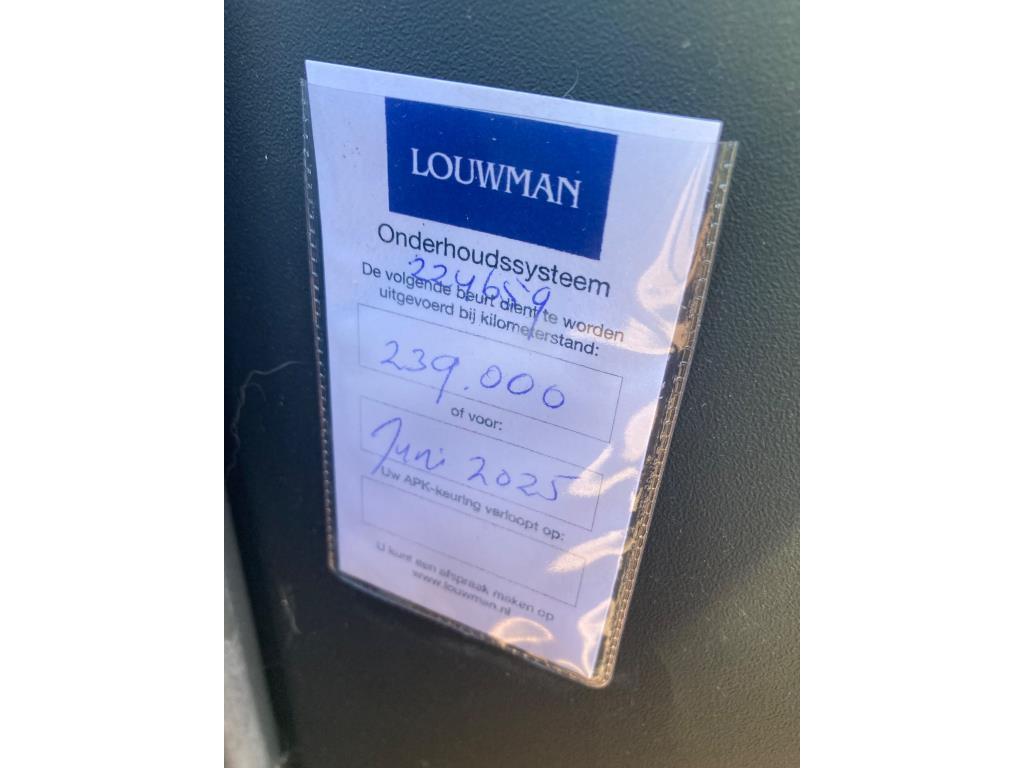 LOUWMAN
Onderhoudssysteem
224659
De volgende beurt dient te worden
uitgevoerd bij kilometerstand:
239.000
of voor:
Juni 2025
Uw APK-keuring verloopt op:
U kunt een afspraak maken op
www.louwman.nl